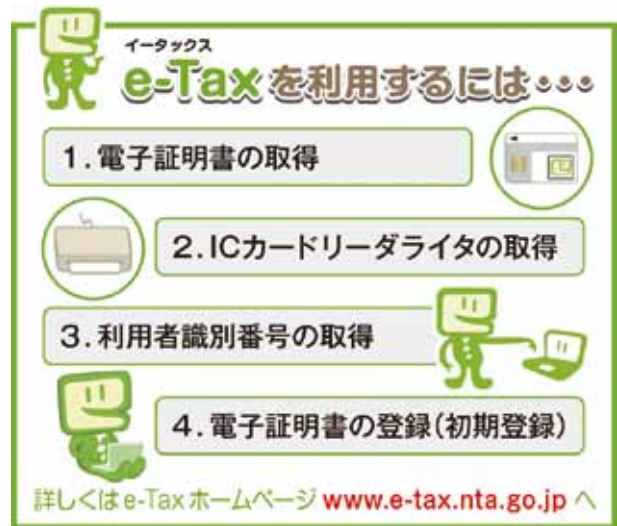 イータックス
e-Taxを利用するには・・・
1.電子証明書の取得
2.ICカードリーダライタの取得
3.利用者識別番号の取得
4.電子証明書の登録(初期登録)
詳しくはe-Taxホームページ www.e-tax.nta.go.jp へ